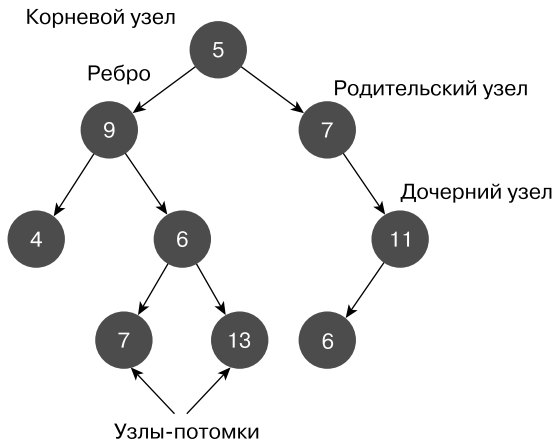 Корневой узел
5
Ребро
Родительский узел
9
7
Дочерний узел
4
6
11
7
13
6
Узлы-потомки